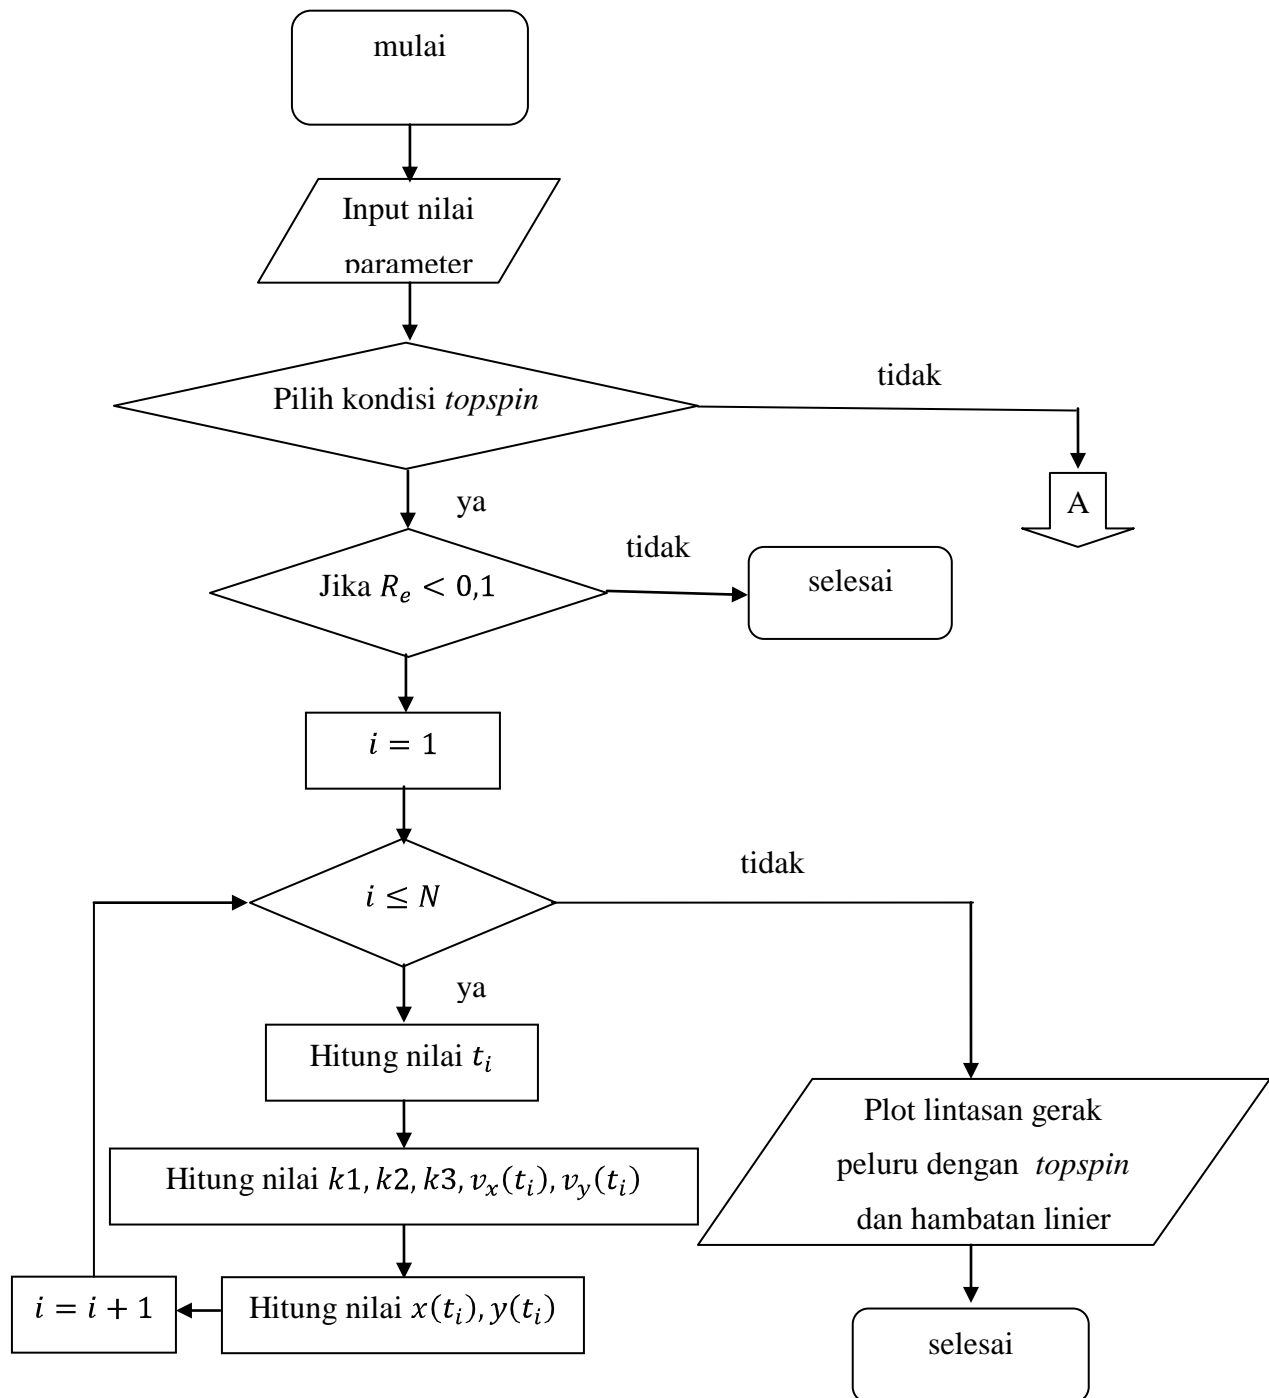 mulai
Input nilai
parameter
Pilih kondisi topspin
tidak
A
ya
Jika $R_e < 0,1$
tidak
selesai
$i = 1$
$i \leq N$
tidak
ya
Hitung nilai $t_i$
Hitung nilai $k1, k2, k3, v_x(t_i), v_y(t_i)$
Hitung nilai $x(t_i), y(t_i)$
$i = i + 1$
Plot lintasan gerak
peluru dengan topspin
dan hambatan linier
selesai